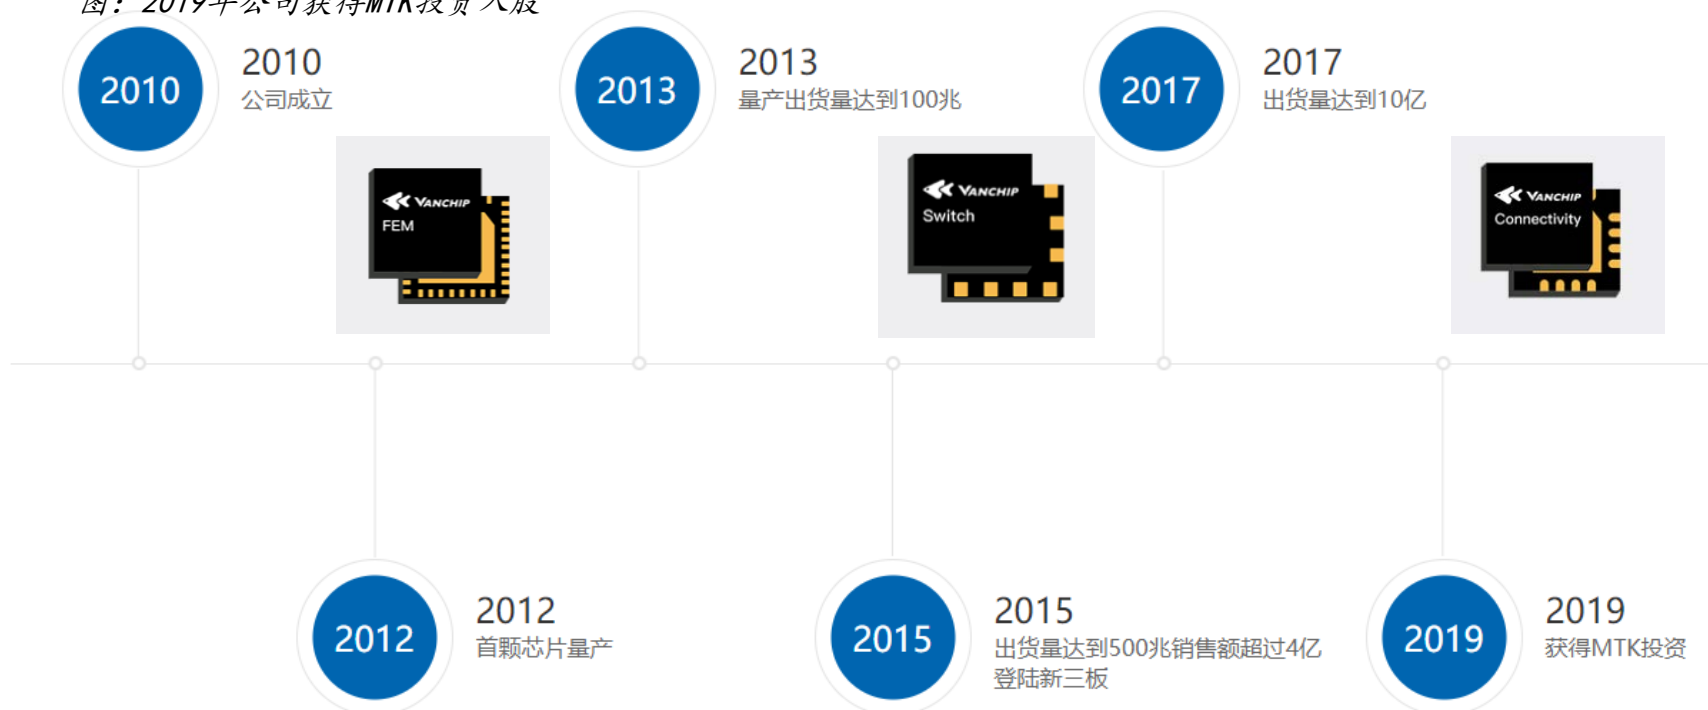 图：2019年公司获得MTK投资入股
2010
2010
公司成立
2013
2013
量产出货量达到100兆
2017
2017
出货量达到10亿
VANCHIP
FEM
VANCHIP
Switch
VANCHIP
Connectivity
2012
2012
首颗芯片量产
2015
2015
出货量达到500兆销售额超过4亿
登陆新三板
2019
2019
获得MTK投资